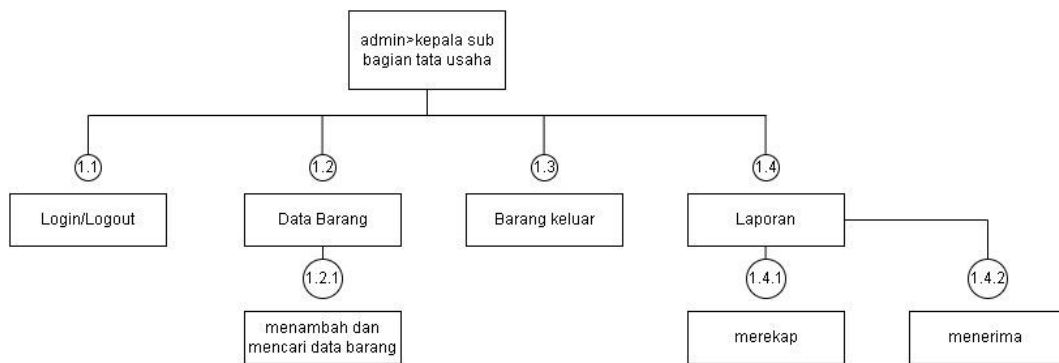 admin>kepala sub
bagian tata usaha
1.1
1.2
1.3
1.4
Login/Logout
Data Barang
Barang keluar
Laporan
1.2.1
1.4.1
1.4.2
menambah dan
mencari data barang
merekap
menerima